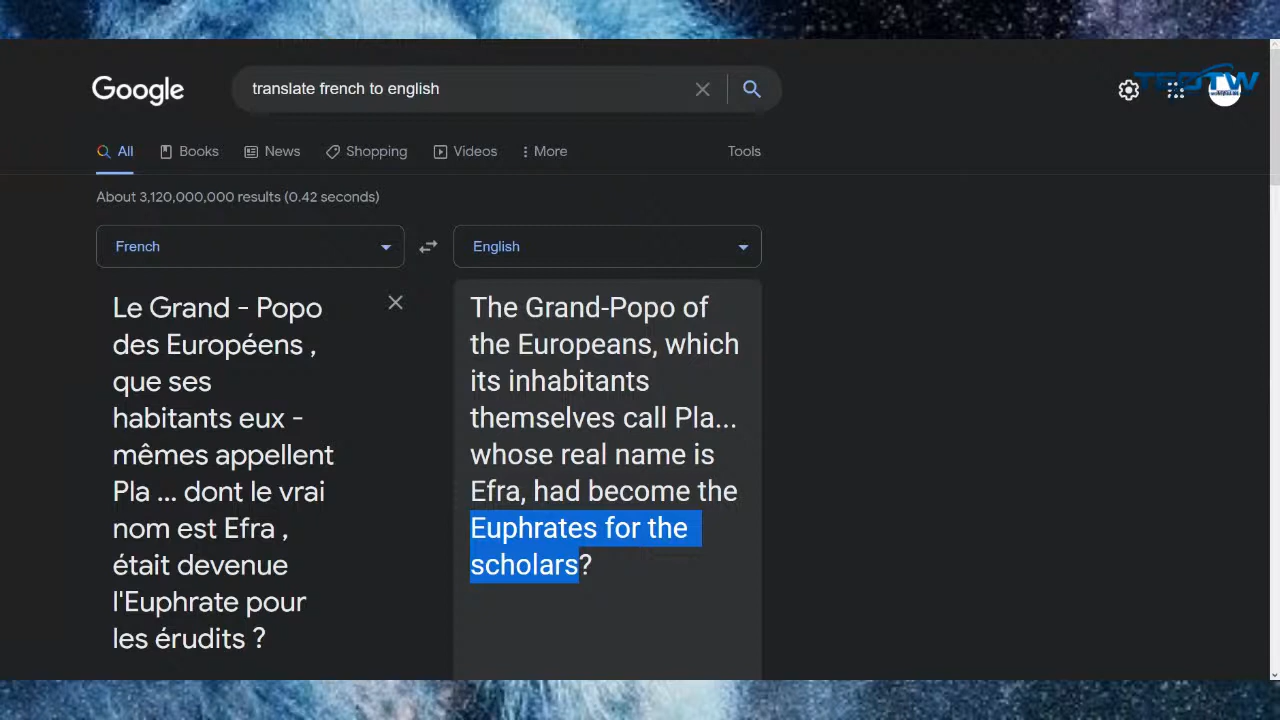 Google
translate french to english
TEOTW
All
Books
News
Shopping
Videos
More
Tools
About 3,120,000,000 results (0.42 seconds)
French
English
Le Grand - Popo
des Européens ,
que ses
habitants eux -
mêmes appellent
Pla ... dont le vrai
nom est Efra ,
était devenue
l'Euphrate pour
les érudits ?
The Grand-Popo of
the Europeans, which
its inhabitants
themselves call Pla...
whose real name is
Efra, had become the
Euphrates for the
scholars?